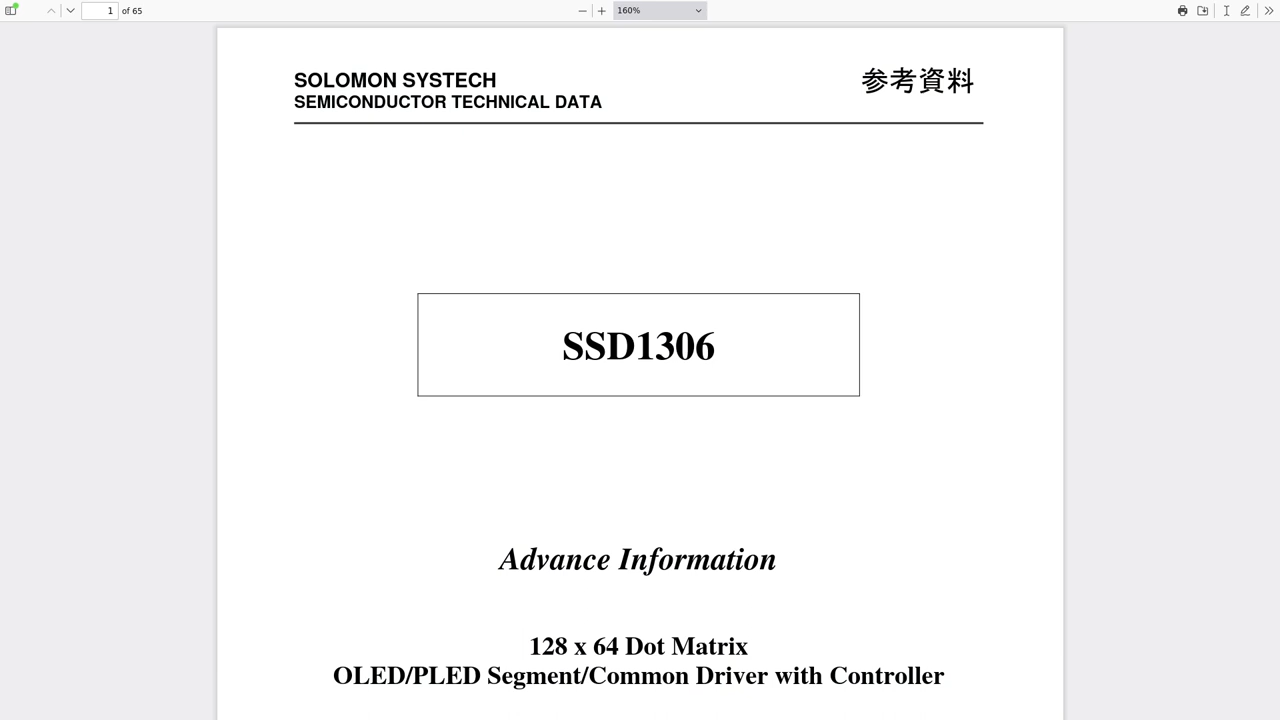 1 of 65
160%
SOLOMON SYSTECH
参考資料
SEMICONDUCTOR TECHNICAL DATA
SSD1306
Advance Information
128 x 64 Dot Matrix
OLED/PLED Segment/Common Driver with Controller